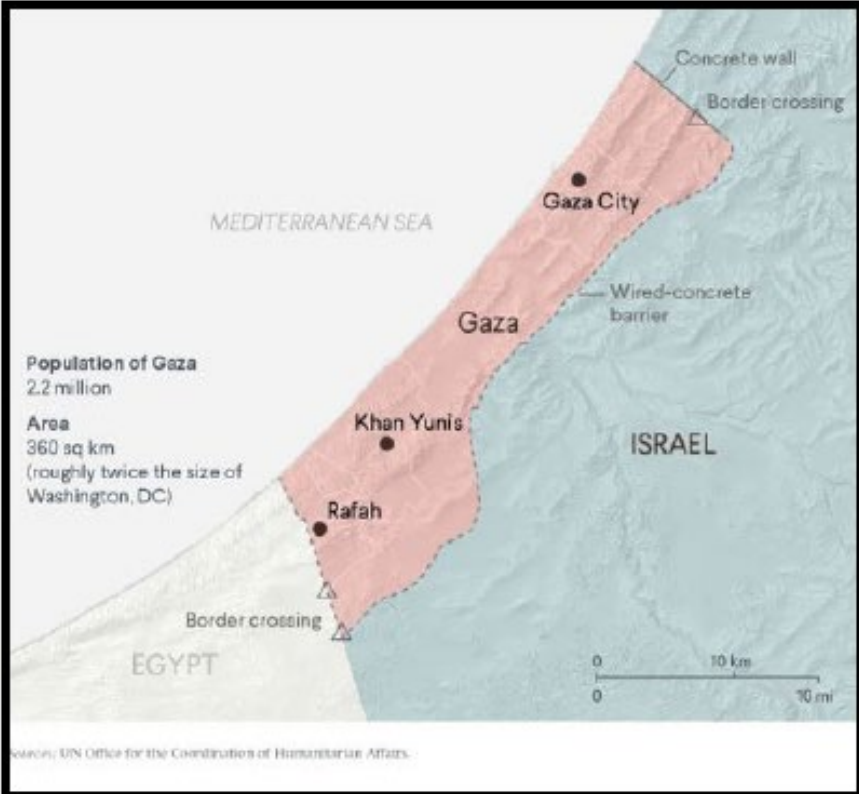 Concrete wall
Border crossing
Gaza City
MEDITERRANEAN SEA
Wired-concrete
barrier
Gaza
Population of Gaza
2.2 million
Area
360 sq km
(roughly twice the size of
Washington, DC)
Khan Yunis
ISRAEL
Rafah
Border crossing
EGYPT
0 10 km
0 10 mi
Sources: UN Office for the Coordination of Humanitarian Affairs.